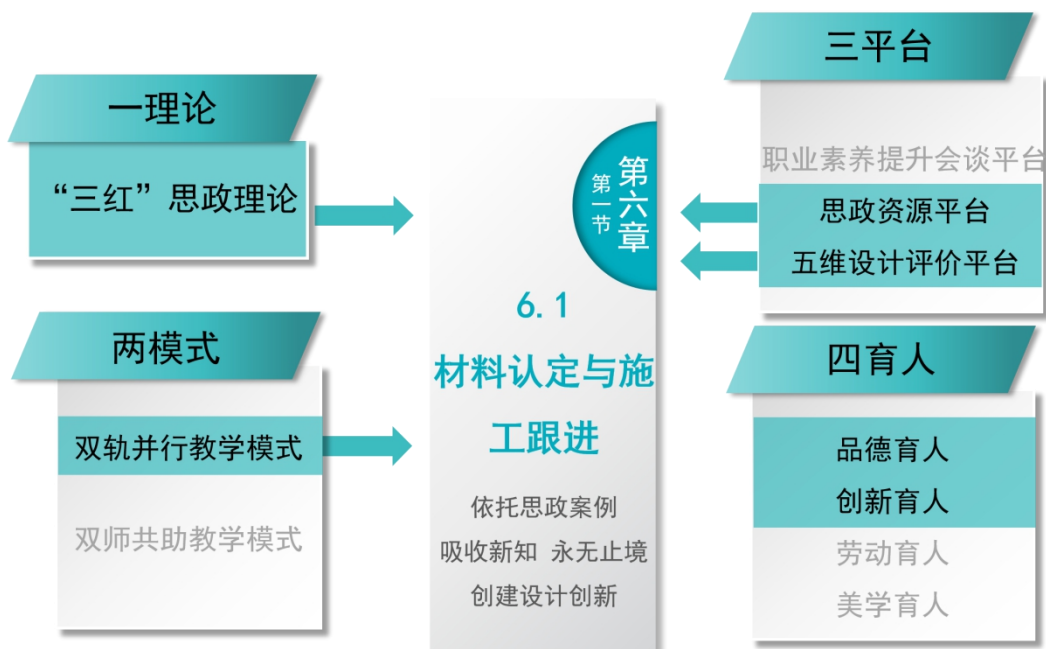 一理论
“三红”思政理论
两模式
双轨并行教学模式
双师共助教学模式
第六章
第一节
6.1
材料认定与施
工跟进
依托思政案例
吸收新知 永无止境
创建设计创新
三平台
职业素养提升会谈平台
思政资源平台
五维设计评价平台
四育人
品德育人
创新育人
劳动育人
美学育人